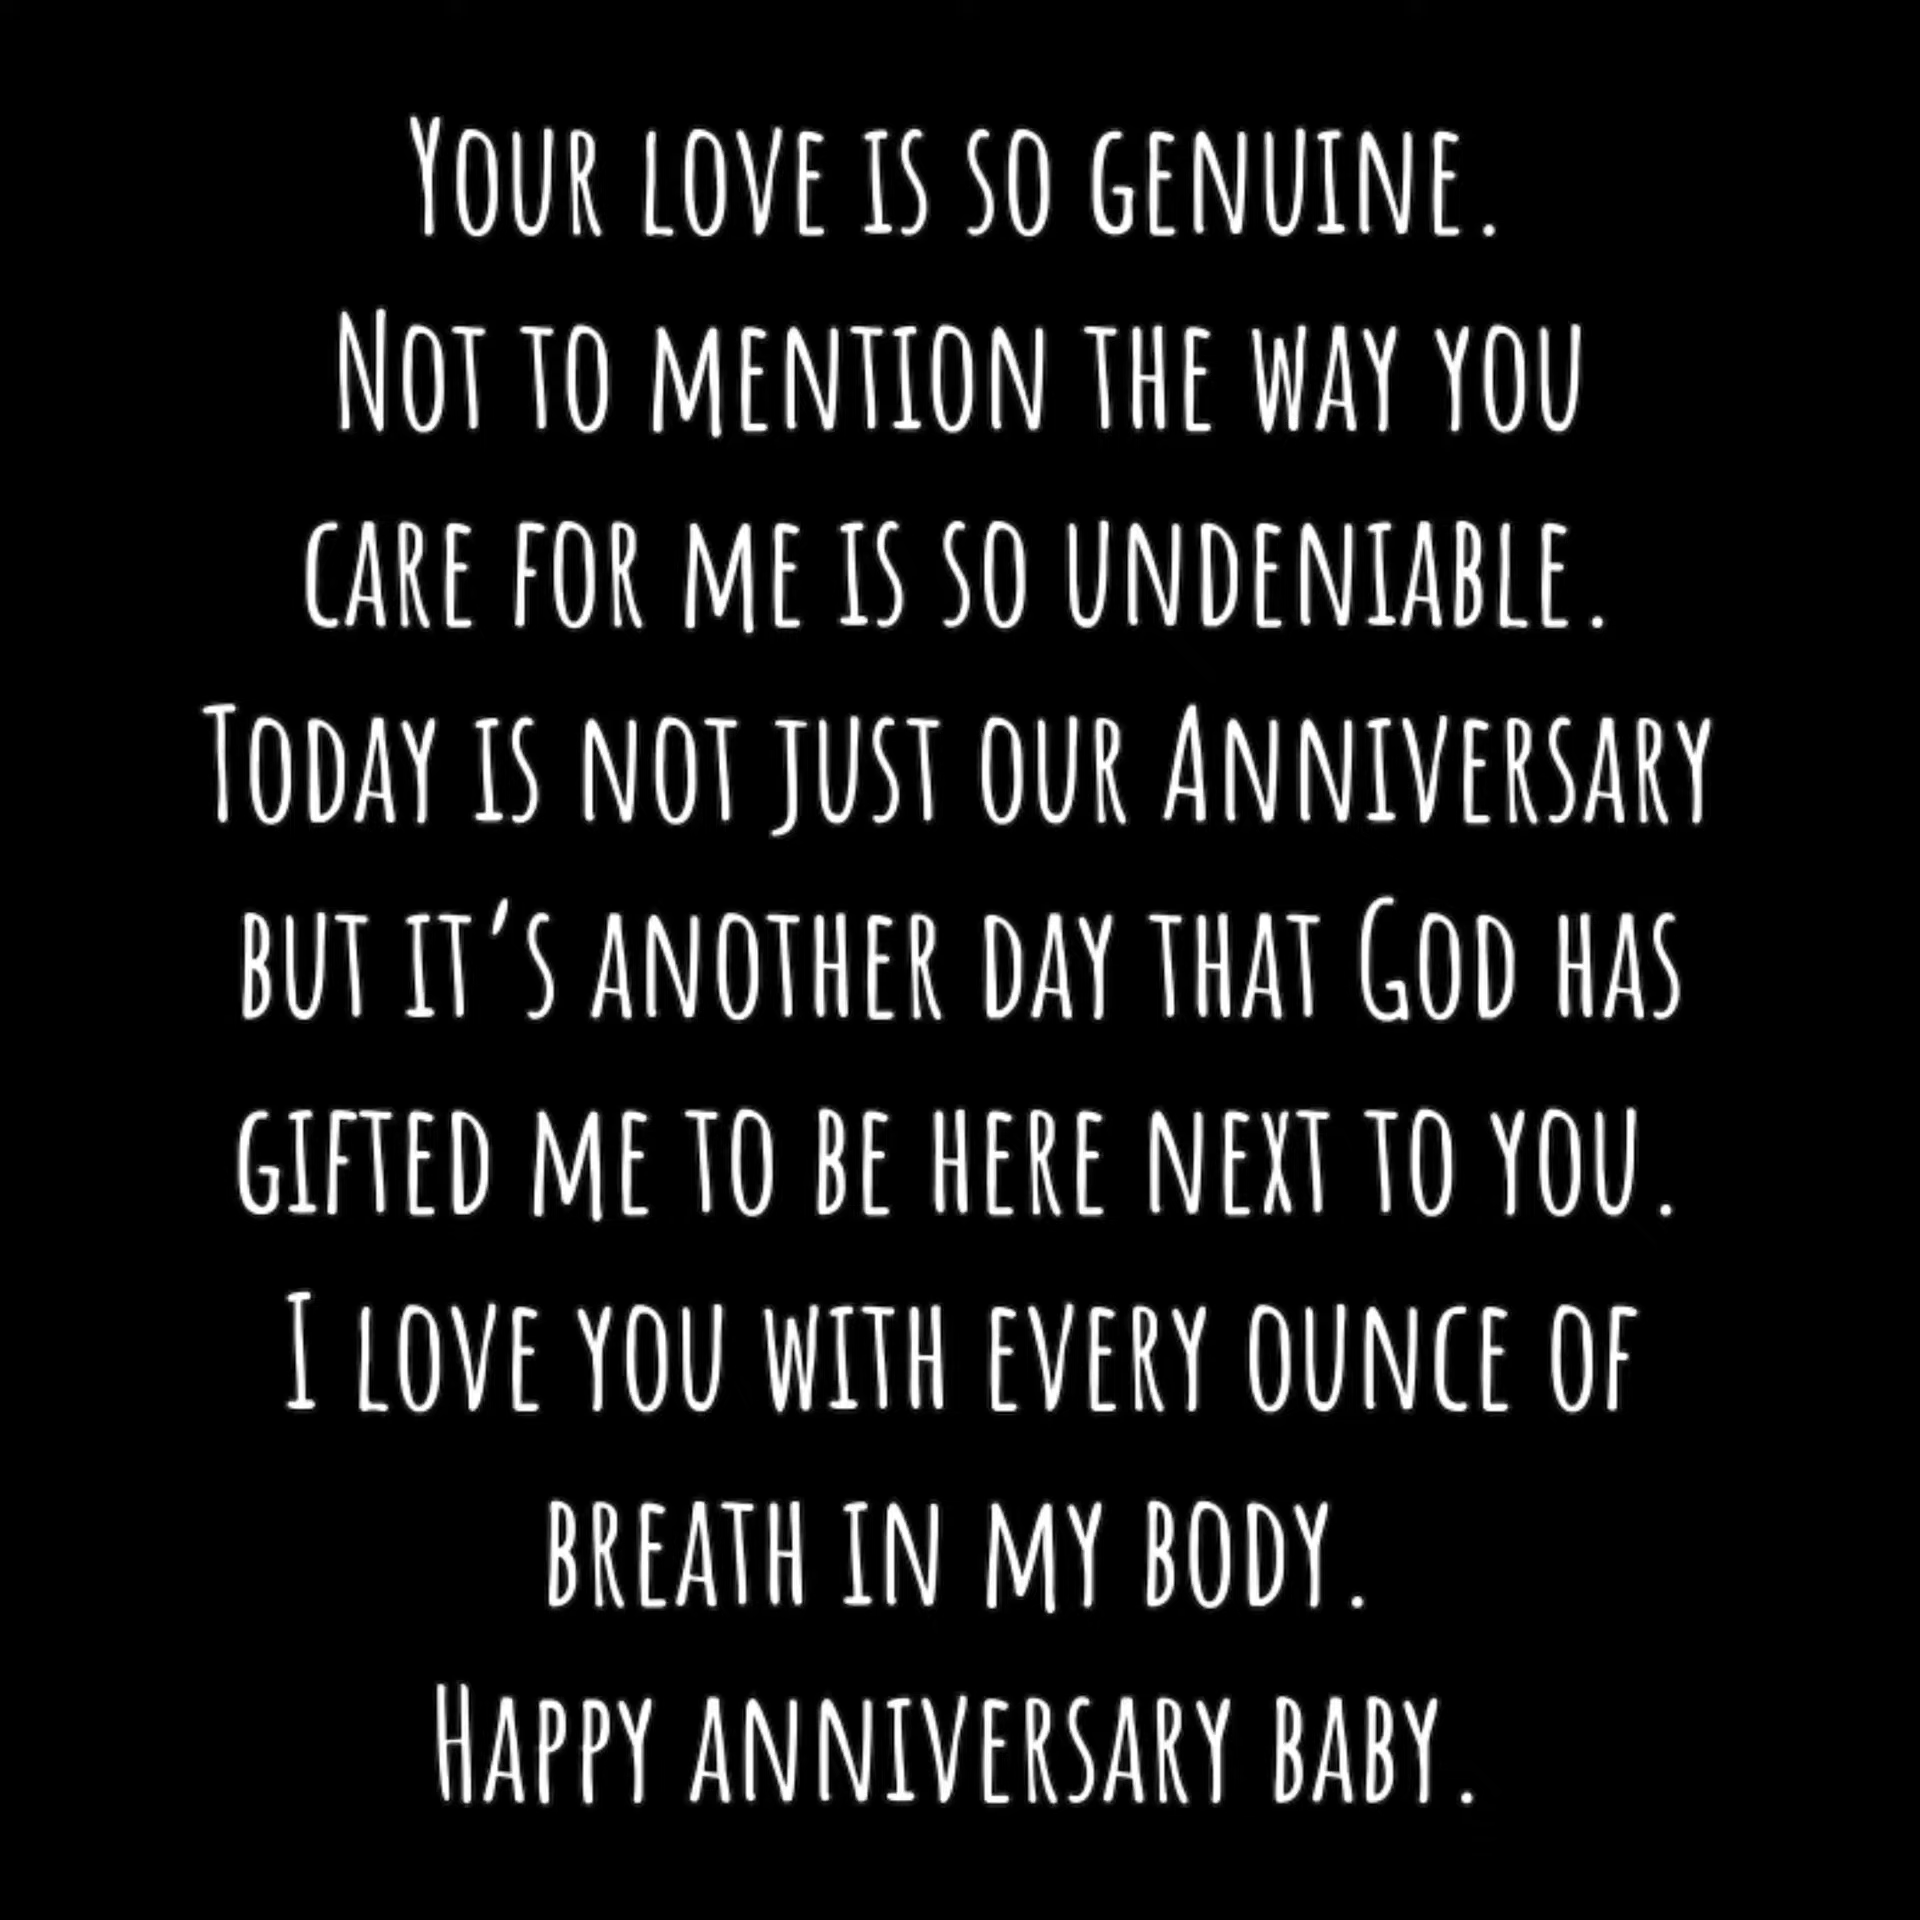 Your love is so genuine.
Not to mention the way you
care for me is so undeniable.
Today is not just our Anniversary
but it's another day that God has
gifted me to be here next to you.
I love you with every ounce of
breath in my body.
Happy anniversary baby.